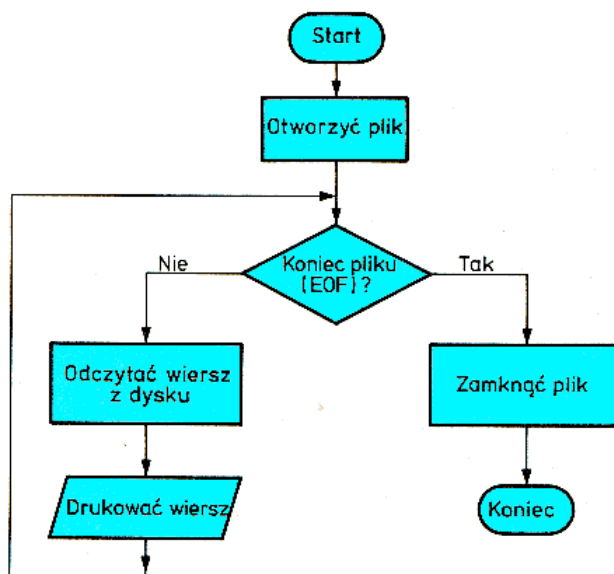 Start
Otworzyć plik
Koniec pliku
(EOF)?
Nie
Tak
Odczytać wiersz
z dysku
Zamknąć plik
Drukować wiersz
Koniec